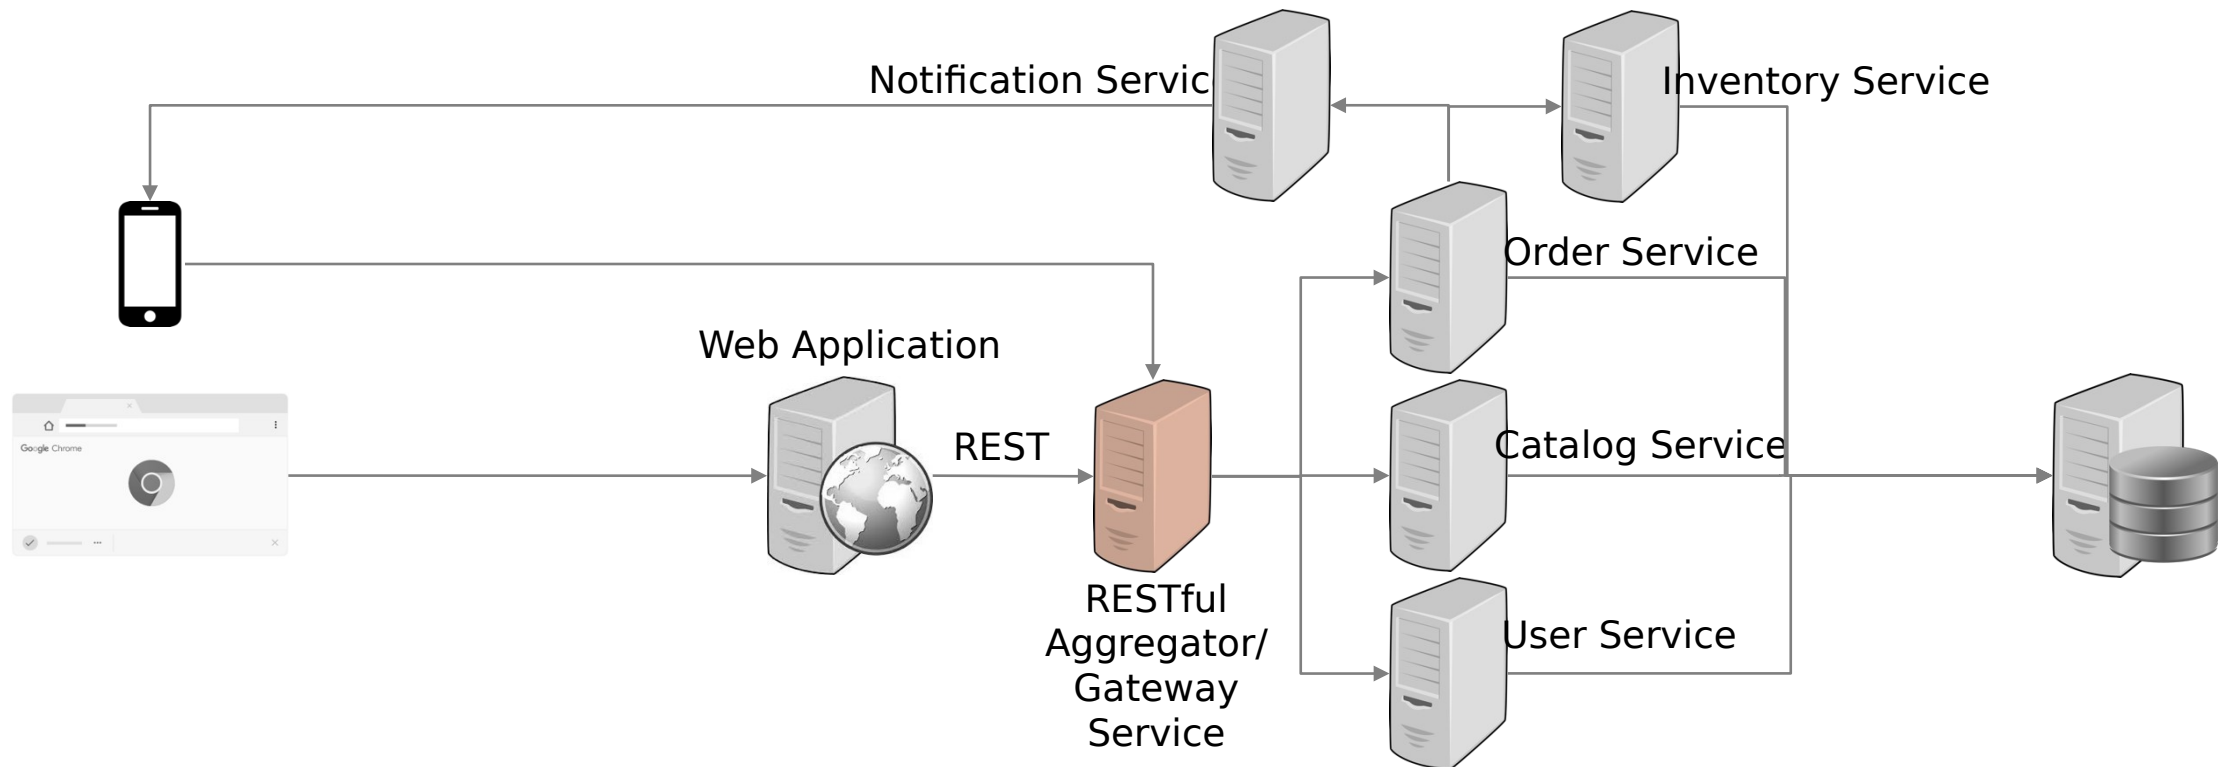 Notification Servic
Inventory Service
Order Service
Web Application
Google Chrome
REST
Catalog Service
RESTful
Aggregator/
Gateway
Service
User Service